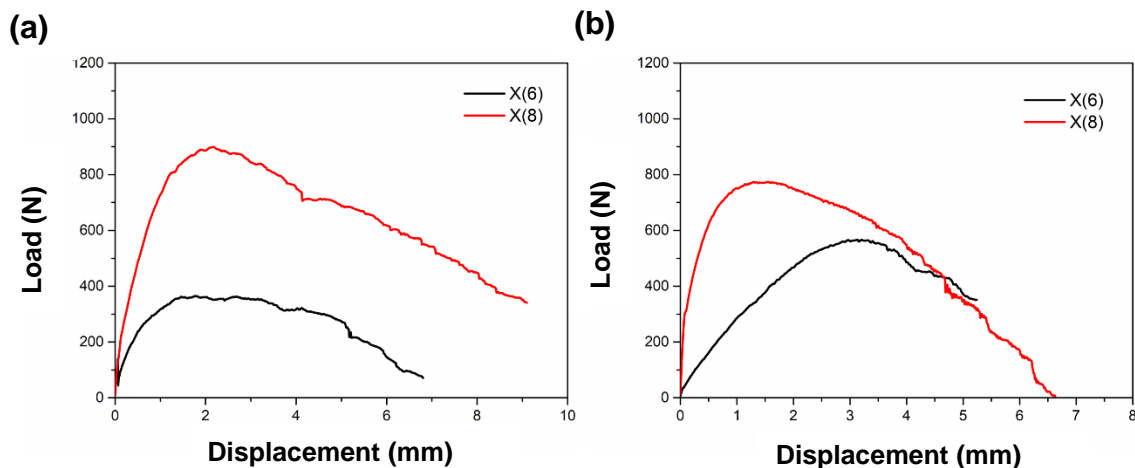 (a)
(b)
1200
1000
800
600
400
200
0
Load (N)
X(6)
X(8)
0 2 4 6 8 10
Displacement (mm)
1200
1000
800
600
400
200
0
Load (N)
X(6)
X(8)
0 1 2 3 4 5 6 7 8
Displacement (mm)